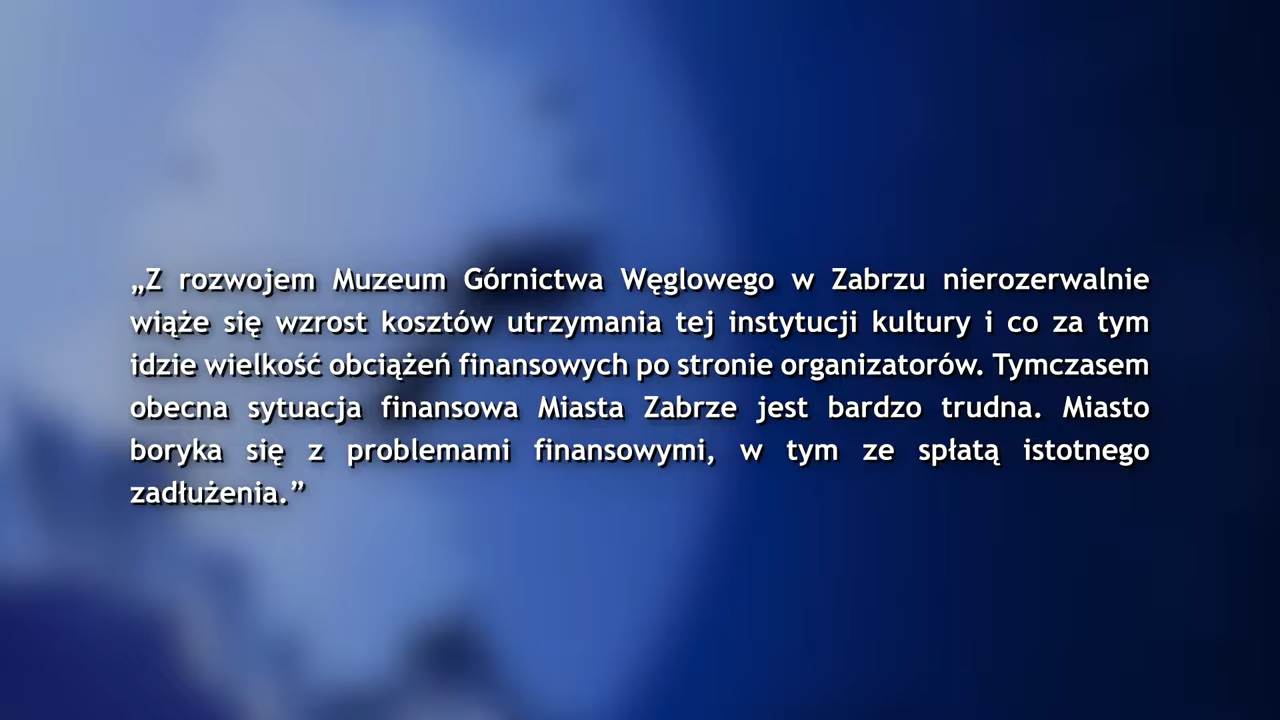 „Z rozwojem Muzeum Górnictwa Węglowego w Zabrzu nierozerwalnie
wiąże się wzrost kosztów utrzymania tej instytucji kultury i co za tym
idzie wielkość obciążeń finansowych po stronie organizatorów. Tymczasem
obecna sytuacja finansowa Miasta Zabrze jest bardzo trudna. Miasto
boryka się z problemami finansowymi, w tym ze spłatą istotnego
zadłużenia.”